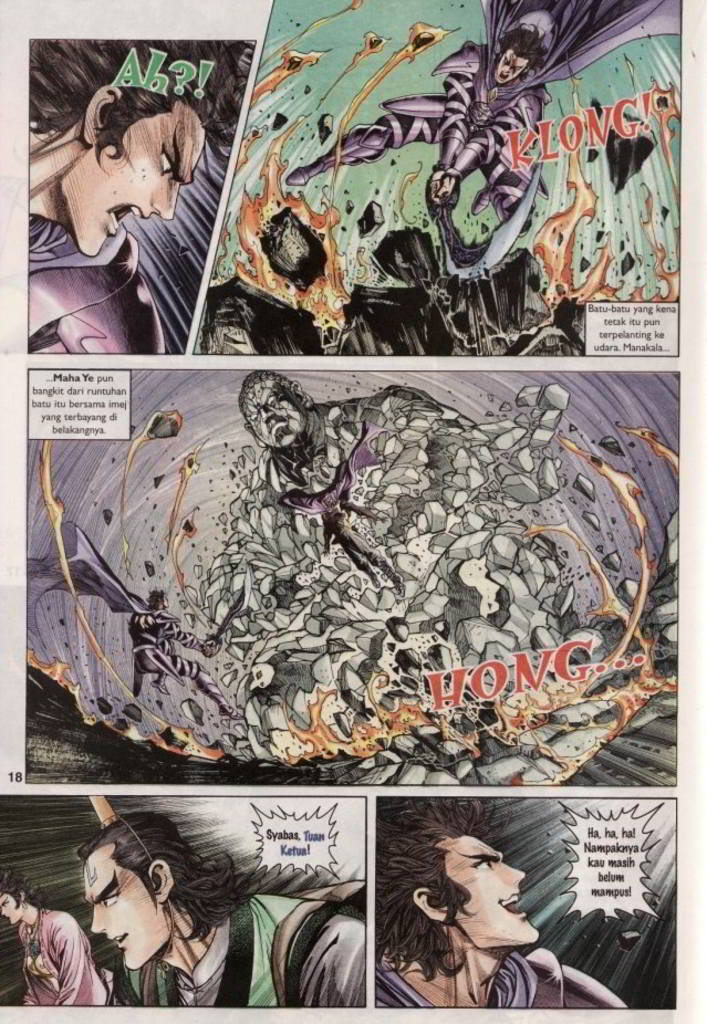 Ah?!
KLONG!
Batu-batu yang kena
tetak itu pun
terpelanting ke
udara. Manakala...
...Maha Ye pun
bangkit dari runtuhan
batu itu bersama imej
yang terbayang di
belakangnya.
HONG....
18
Syabas, Tuan
Ketua!
Ha, ha, ha!
Nampaknya
kau masih
belum
mampus!